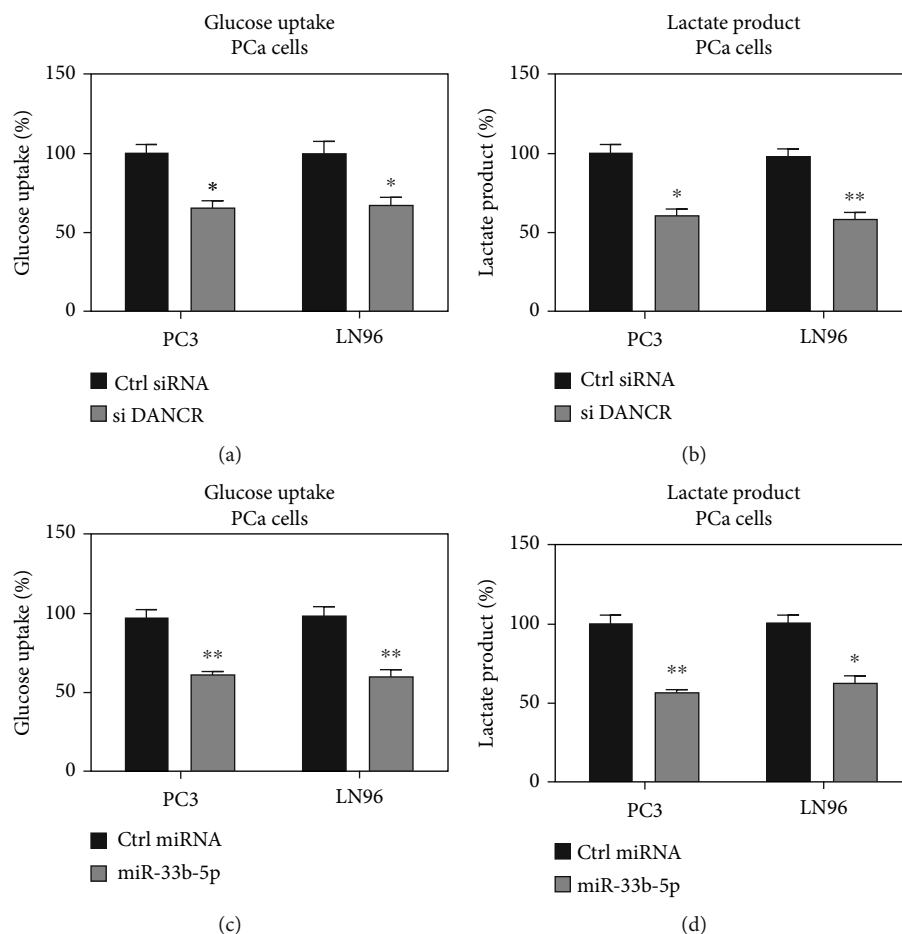 Glucose uptake
PCa cells
150
100
50
0
Glucose uptake (%)
*
*
PC3
LN96
Ctrl siRNA
si DANCR
(a)
Lactate product
PCa cells
150
100
50
0
Lactate product (%)
*
**
PC3
LN96
Ctrl siRNA
si DANCR
(b)
Glucose uptake
PCa cells
150
100
50
0
Glucose uptake (%)
**
**
PC3
LN96
Ctrl miRNA
miR-33b-5p
(c)
Lactate product
PCa cells
150
100
50
0
Lactate product (%)
**
*
PC3
LN96
Ctrl miRNA
miR-33b-5p
(d)